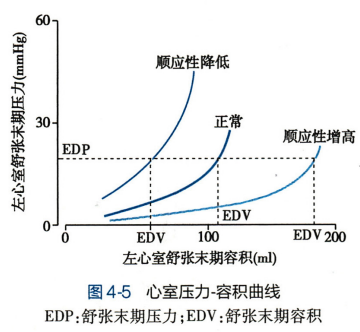 左心室舒张末期压力(mmHg)
60
30
0
顺应性降低
正常
顺应性增高
EDP
EDV
EDV
EDV
0
100
200
左心室舒张末期容积(ml)
图4-5 心室压力-容积曲线
EDP:舒张末期压力;EDV:舒张末期容积